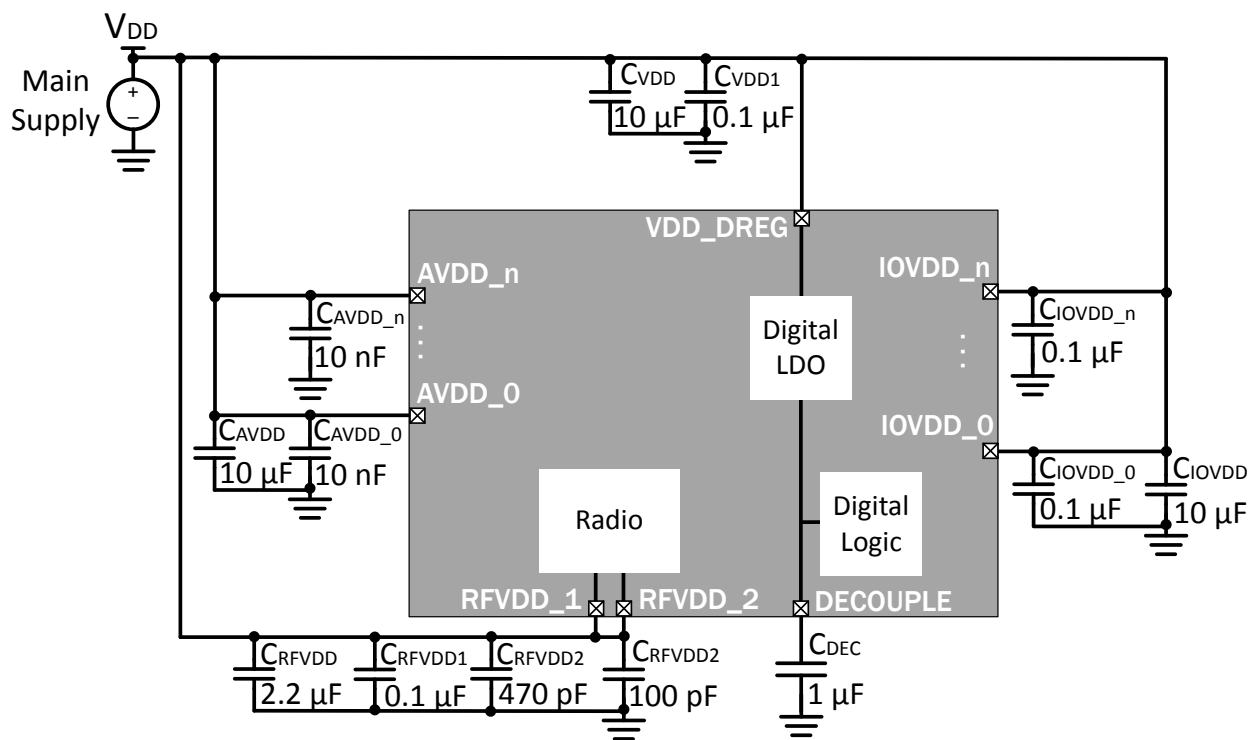 VDD
Main
Supply
+
–
CVDD
10 µF
CVDD1
0.1 µF
VDD_DREG
AVDD_n
IOVDD_n
CAVDD_n
10 nF
Digital
LDO
CIOVDD_n
0.1 µF
AVDD_0
IOVDD_0
CAVDD
10 µF
CAVDD_0
10 nF
CIOVDD_0
0.1 µF
CIOVDD
10 µF
Radio
Digital
Logic
RFVDD_1
RFVDD_2
DECOUPLE
CRFVDD
2.2 µF
CRFVDD1
0.1 µF
CRFVDD2
470 pF
CRFVDD2
100 pF
CDEC
1 µF